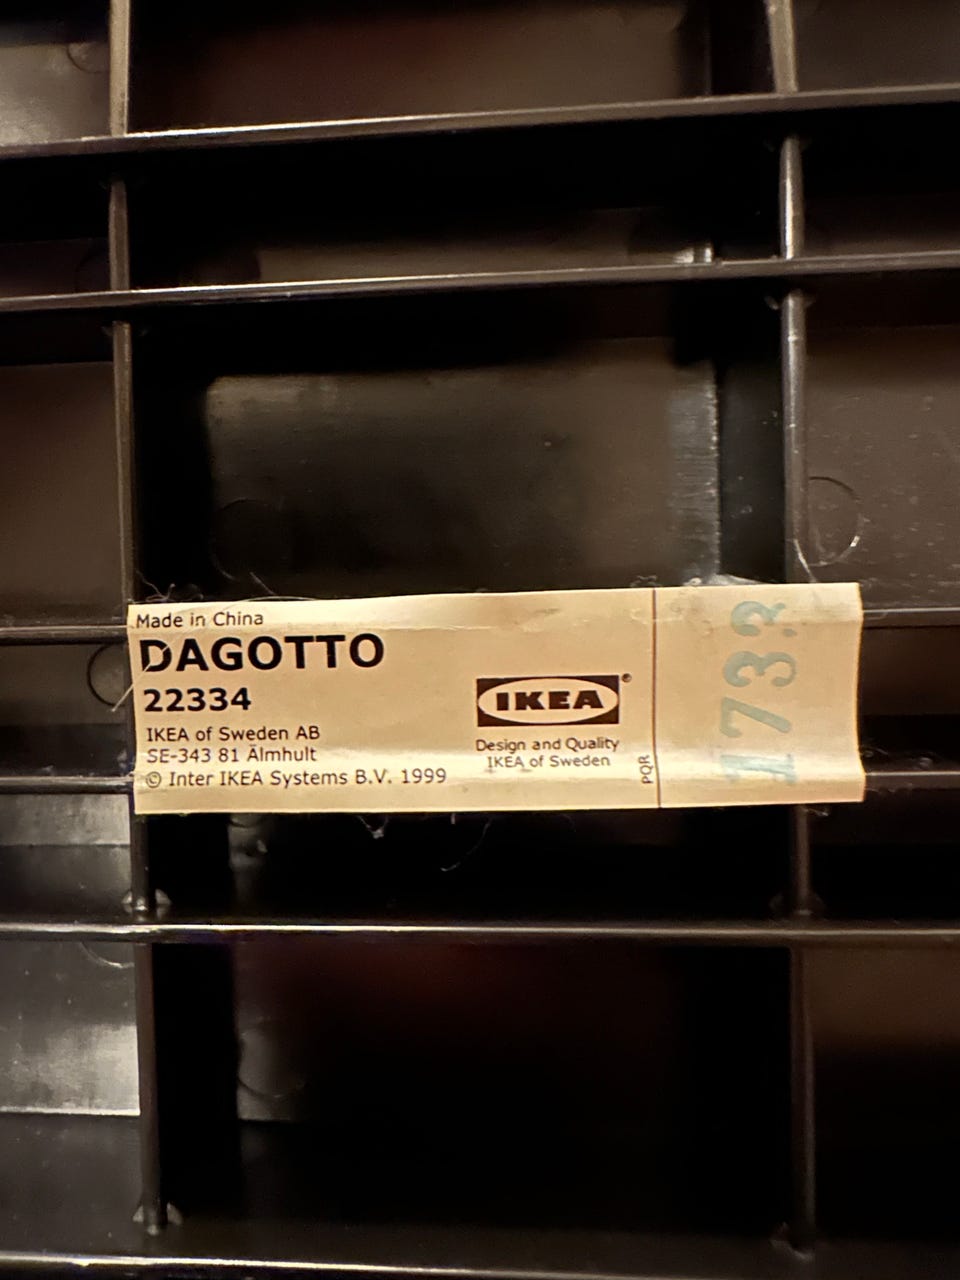 Made in China
DAGOTTO
22334
IKEA of Sweden AB
SE-343 81 Älmhult
© Inter IKEA Systems B.V. 1999
IKEA®
Design and Quality
IKEA of Sweden
PQR
1733